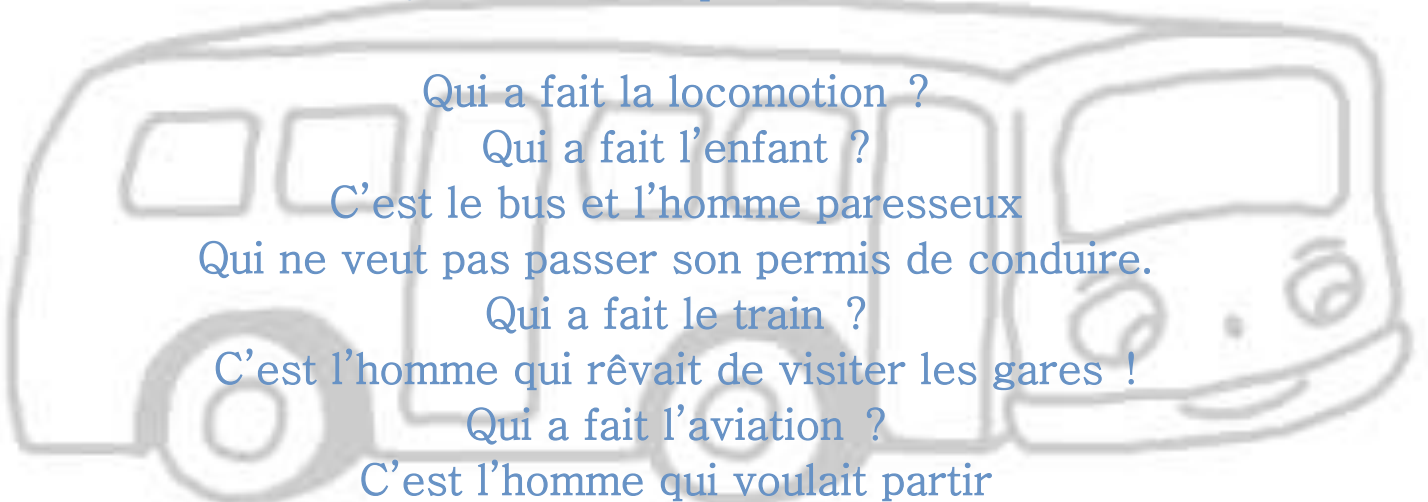 Qui a fait la locomotion ?
Qui a fait l’enfant ?
C’est le bus et l’homme paresseux
Qui ne veut pas passer son permis de conduire.
Qui a fait le train ?
C’est l’homme qui rêvait de visiter les gares !
Qui a fait l’aviation ?
C’est l’homme qui voulait partir